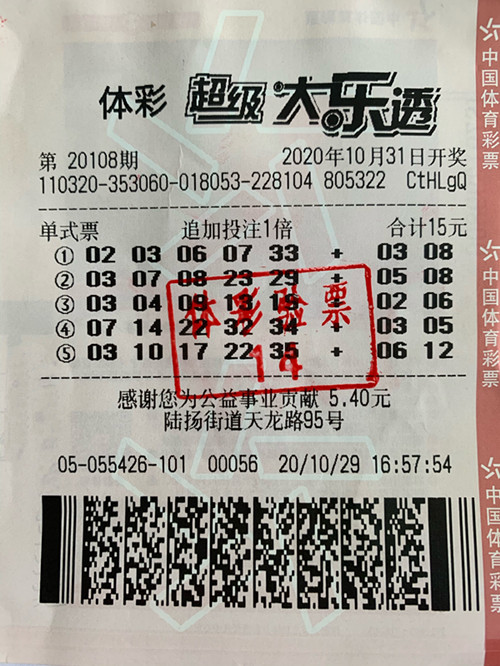 体彩 超级大乐透
第 20108期 2020年10月31日开奖
110320-353060-018053-228104 805322 CtHLgQ
单式票 追加投注1倍 合计15元
① 02 03 06 07 33 + 03 08
② 03 07 08 23 29 + 05 08
③ 03 04 09 13 19 + 02 06
④ 07 14 22 32 34 + 03 05
⑤ 03 10 17 22 35 + 06 12
体彩验票
14
感谢您为公益事业贡献 5.40元
陆扬街道天龙路95号
05-055426-101 00056 20/10/29 16:57:54
中国体育彩票
中国体育彩票
中国体育彩票